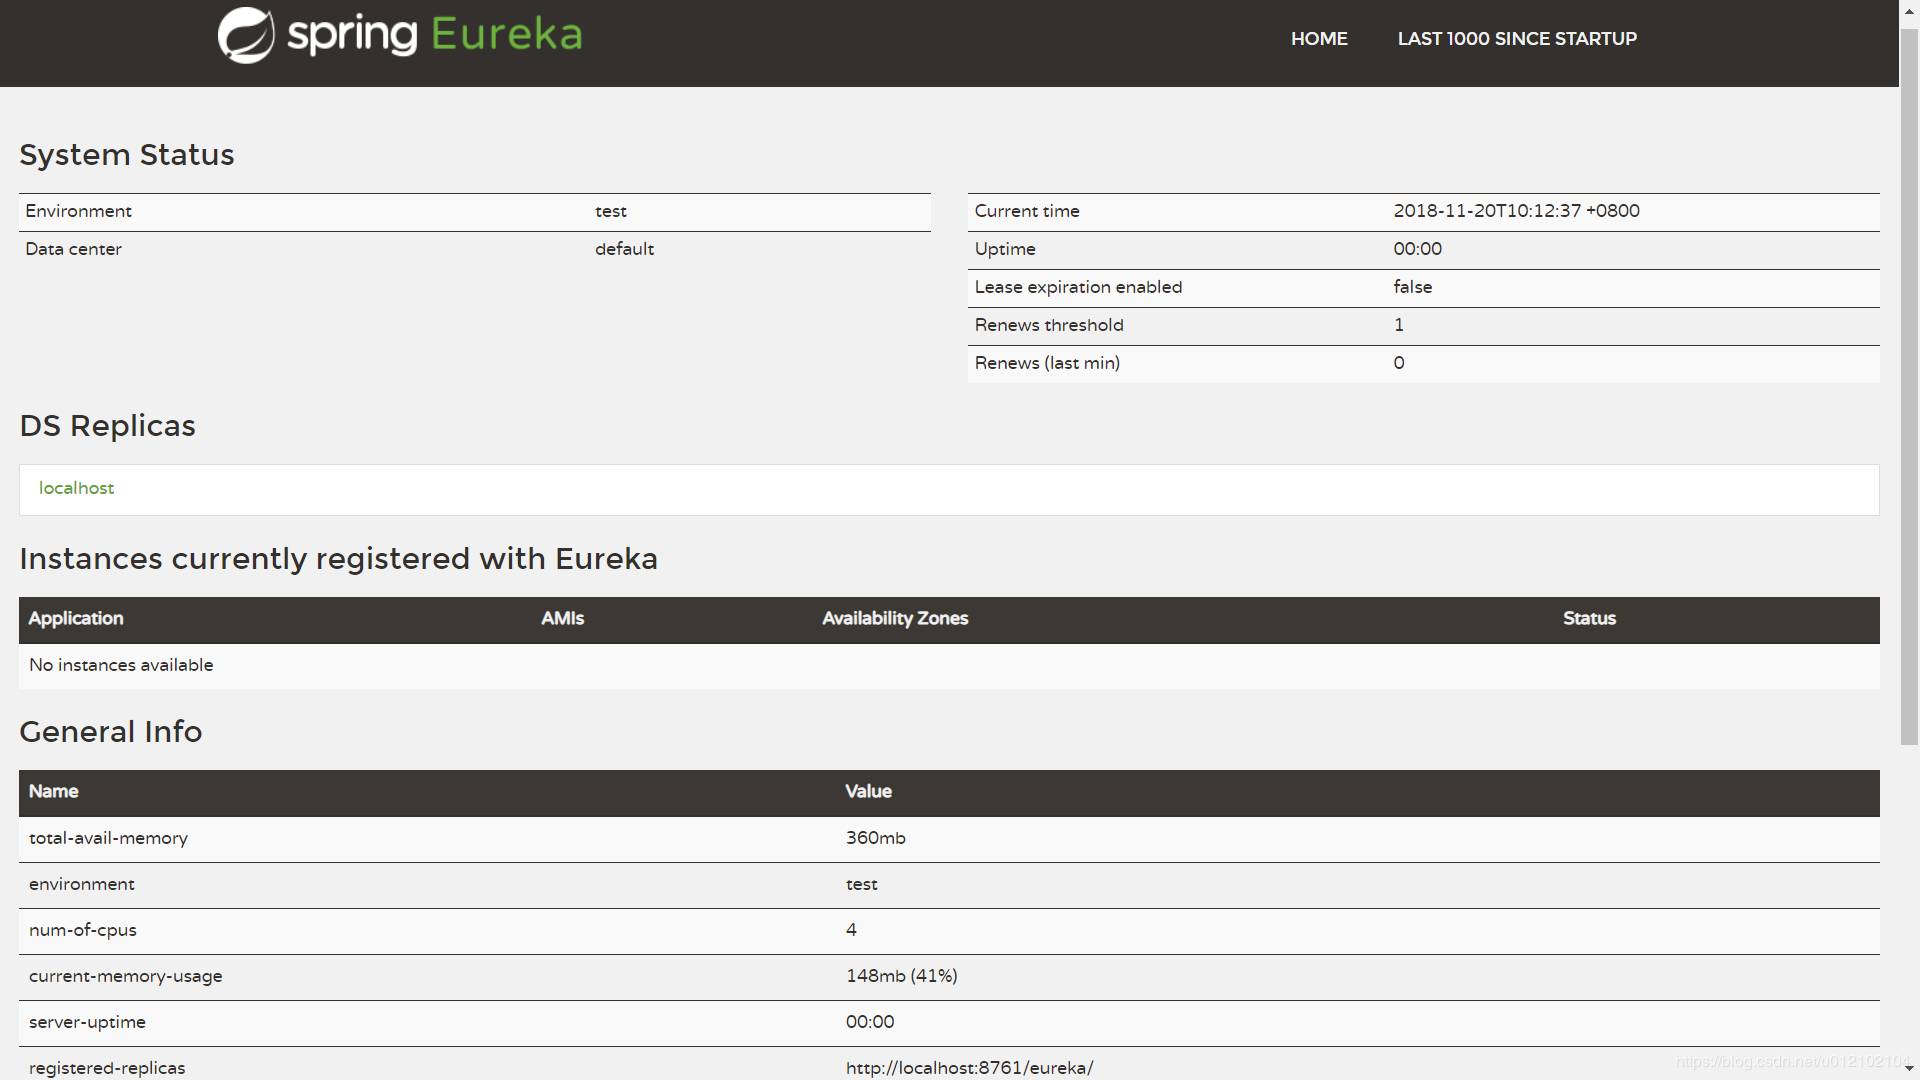 spring Eureka
HOME LAST 1000 SINCE STARTUP
System Status
Environment test
Data center default
Current time 2018-11-20T10:12:37 +0800
Uptime 00:00
Lease expiration enabled false
Renews threshold 1
Renews (last min) 0
DS Replicas
localhost
Instances currently registered with Eureka
Application AMIs Availability Zones Status
No instances available
General Info
Name Value
total-avail-memory 360mb
environment test
num-of-cpus 4
current-memory-usage 148mb (41%)
server-uptime 00:00
registered-replicas http://localhost:8761/eureka/
https://blog.csdn.net/u012102104